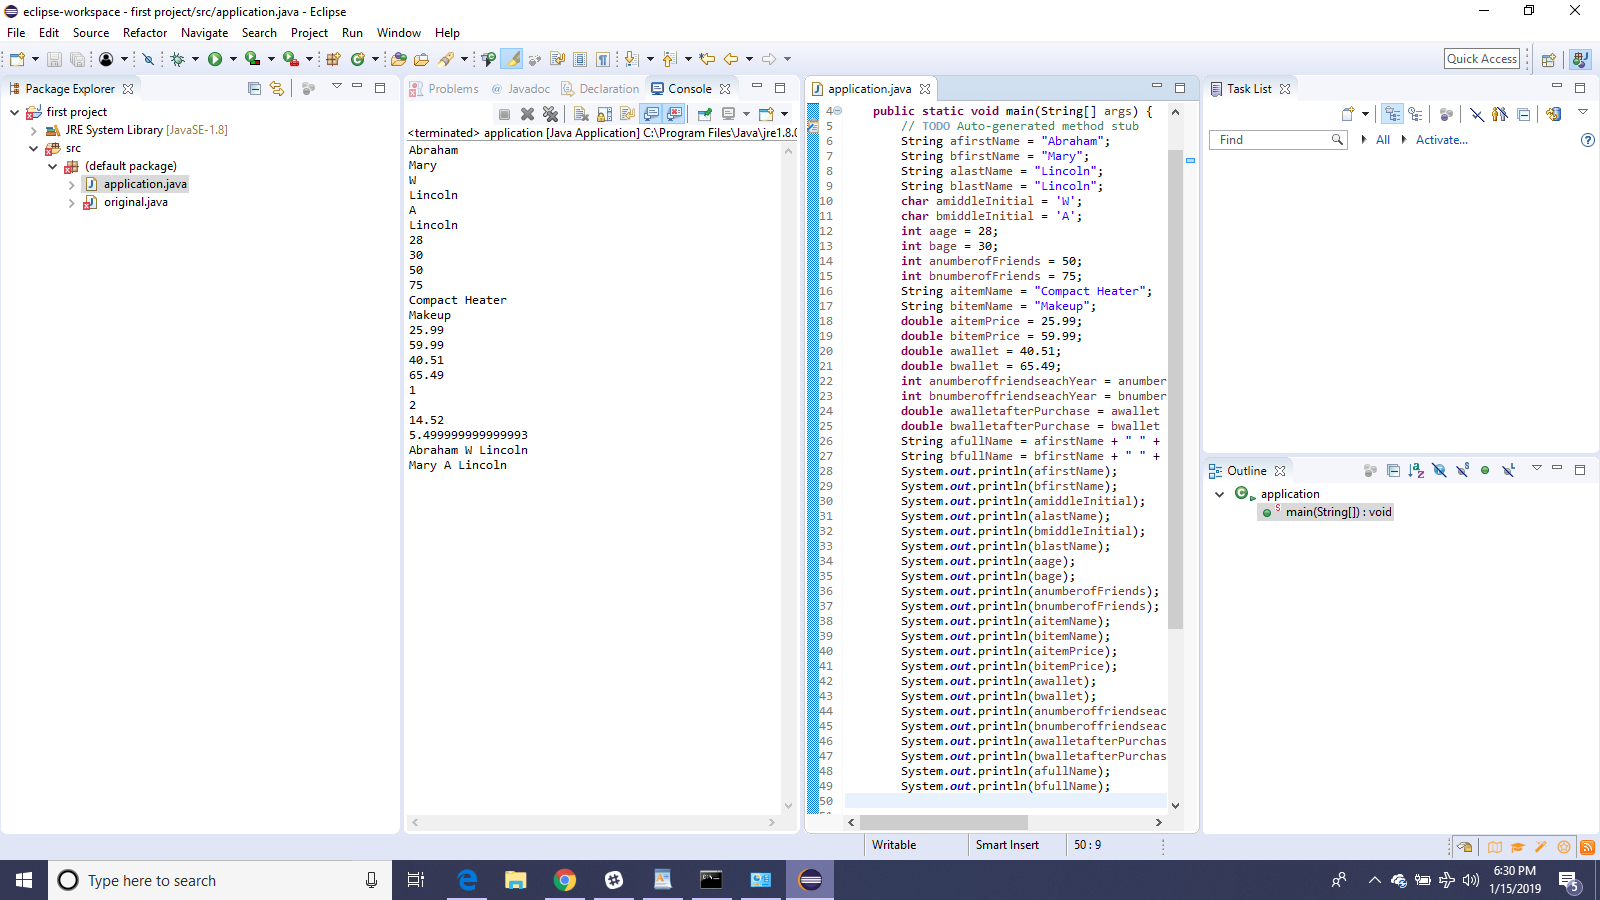 eclipse-workspace - first project/src/application.java - Eclipse
File Edit Source Refactor Navigate Search Project Run Window Help
Quick Access
Package Explorer
first project
JRE System Library [JavaSE-1.8]
src
(default package)
application.java
original.java
Problems @ Javadoc Declaration Console
<terminated> application [Java Application] C:\Program Files\Java\jre1.8.0
Abraham
Mary
W
Lincoln
A
Lincoln
28
30
50
75
Compact Heater
Makeup
25.99
59.99
40.51
65.49
1
2
14.52
5.499999999999993
Abraham W Lincoln
Mary A Lincoln
application.java
4 public static void main(String[] args) {
5 // TODO Auto-generated method stub
6 String afirstName = "Abraham";
7 String bfirstName = "Mary";
8 String alastName = "Lincoln";
9 String blastName = "Lincoln";
10 char amiddleInitial = 'W';
11 char bmiddleInitial = 'A';
12 int aage = 28;
13 int bage = 30;
14 int anumberofFriends = 50;
15 int bnumberofFriends = 75;
16 String aitemName = "Compact Heater";
17 String bitemName = "Makeup";
18 double aitemPrice = 25.99;
19 double bitemPrice = 59.99;
20 double awallet = 40.51;
21 double bwallet = 65.49;
22 int anumberoffriendseachYear = anumber
23 int bnumberoffriendseachYear = bnumber
24 double awalletafterPurchase = awallet
25 double bwalletafterPurchase = bwallet
26 String afullName = afirstName + " " +
27 String bfullName = bfirstName + " " +
28 System.out.println(afirstName);
29 System.out.println(bfirstName);
30 System.out.println(amiddleInitial);
31 System.out.println(alastName);
32 System.out.println(bmiddleInitial);
33 System.out.println(blastName);
34 System.out.println(aage);
35 System.out.println(bage);
36 System.out.println(anumberofFriends);
37 System.out.println(bnumberofFriends);
38 System.out.println(aitemName);
39 System.out.println(bitemName);
40 System.out.println(aitemPrice);
41 System.out.println(bitemPrice);
42 System.out.println(awallet);
43 System.out.println(bwallet);
44 System.out.println(anumberoffriendseac
45 System.out.println(bnumberoffriendseac
46 System.out.println(awalletafterPurchas
47 System.out.println(bwalletafterPurchas
48 System.out.println(afullName);
49 System.out.println(bfullName);
50
Task List
Find All Activate...
Outline
application
main(String[]) : void
Writable Smart Insert 50 : 9
Type here to search
6:30 PM
1/15/2019
5